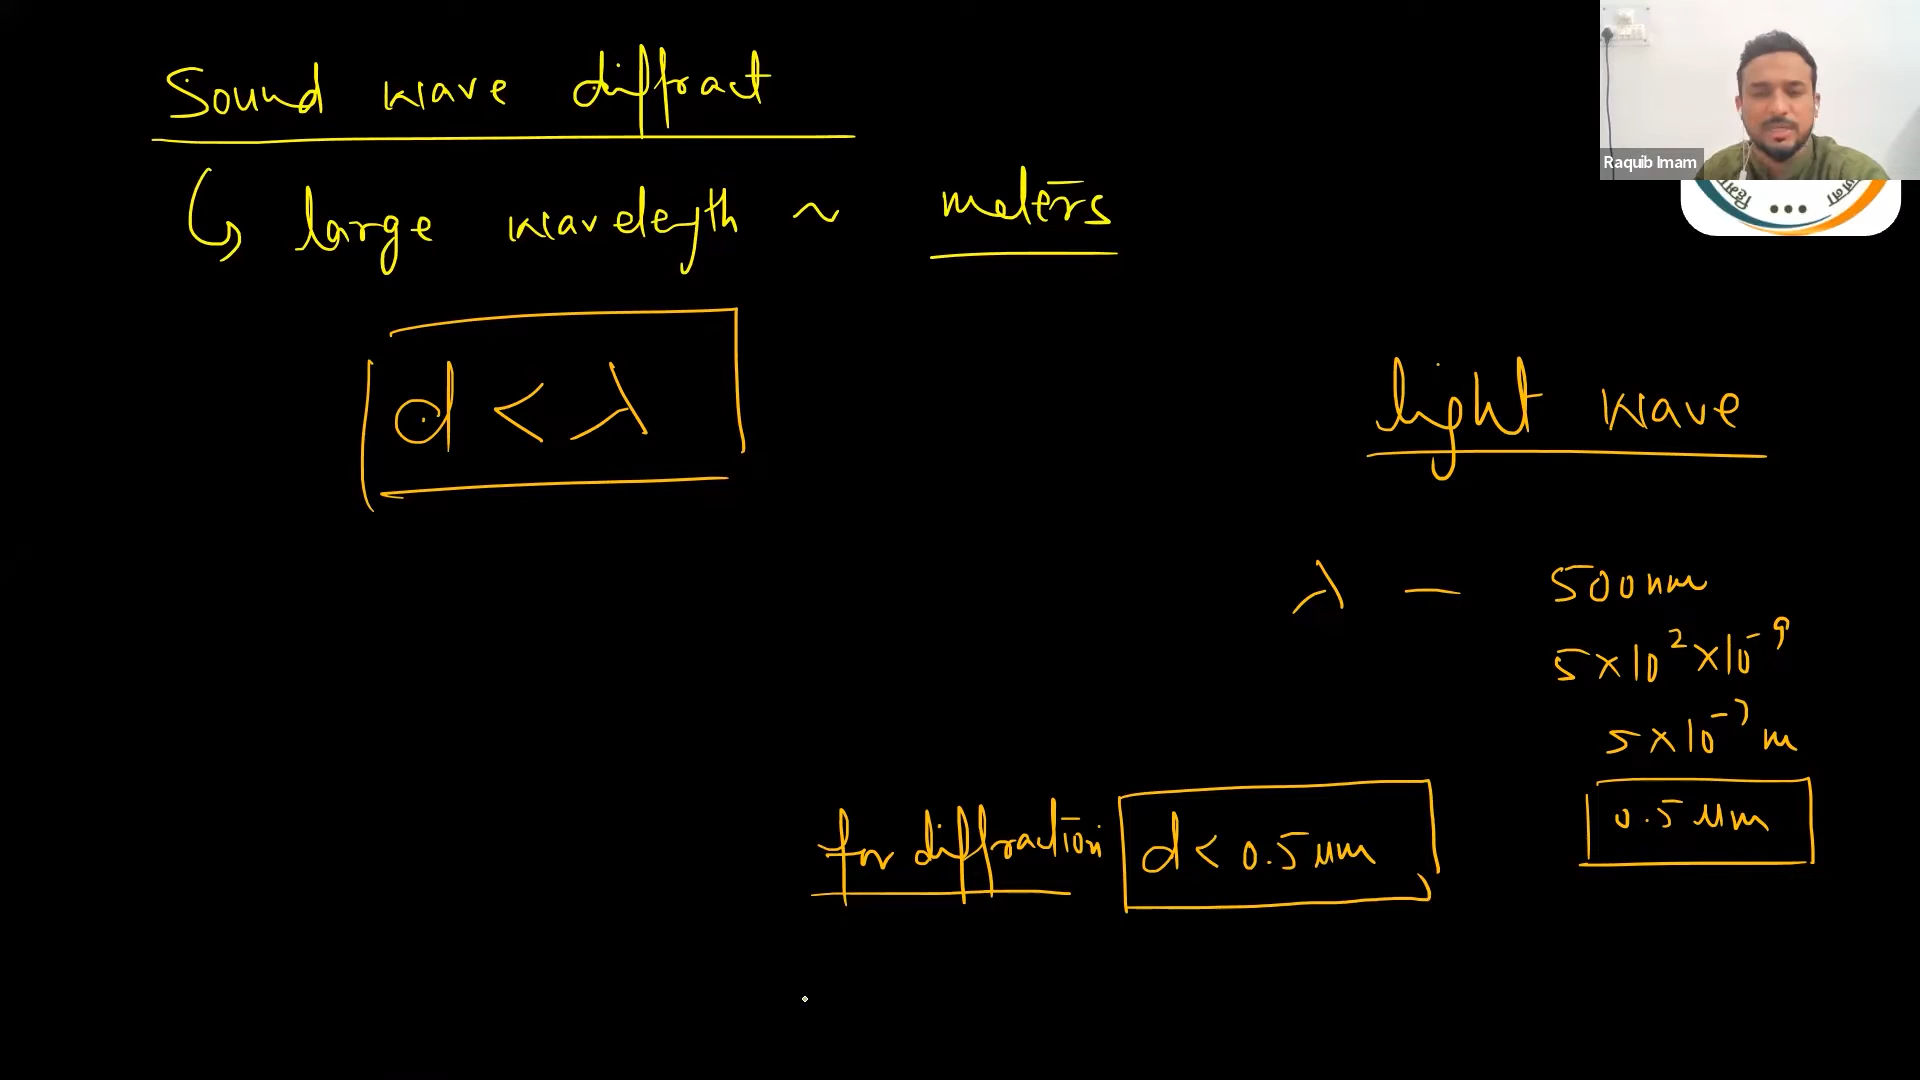 Sound wave diffract
↳ large wavelegth ~ meters
d < λ
light wave
λ — 500nm
5×10²×10⁻⁹
5×10⁻⁷ m
0.5 μm
for diffraction d < 0.5 μm
Raquib Imam